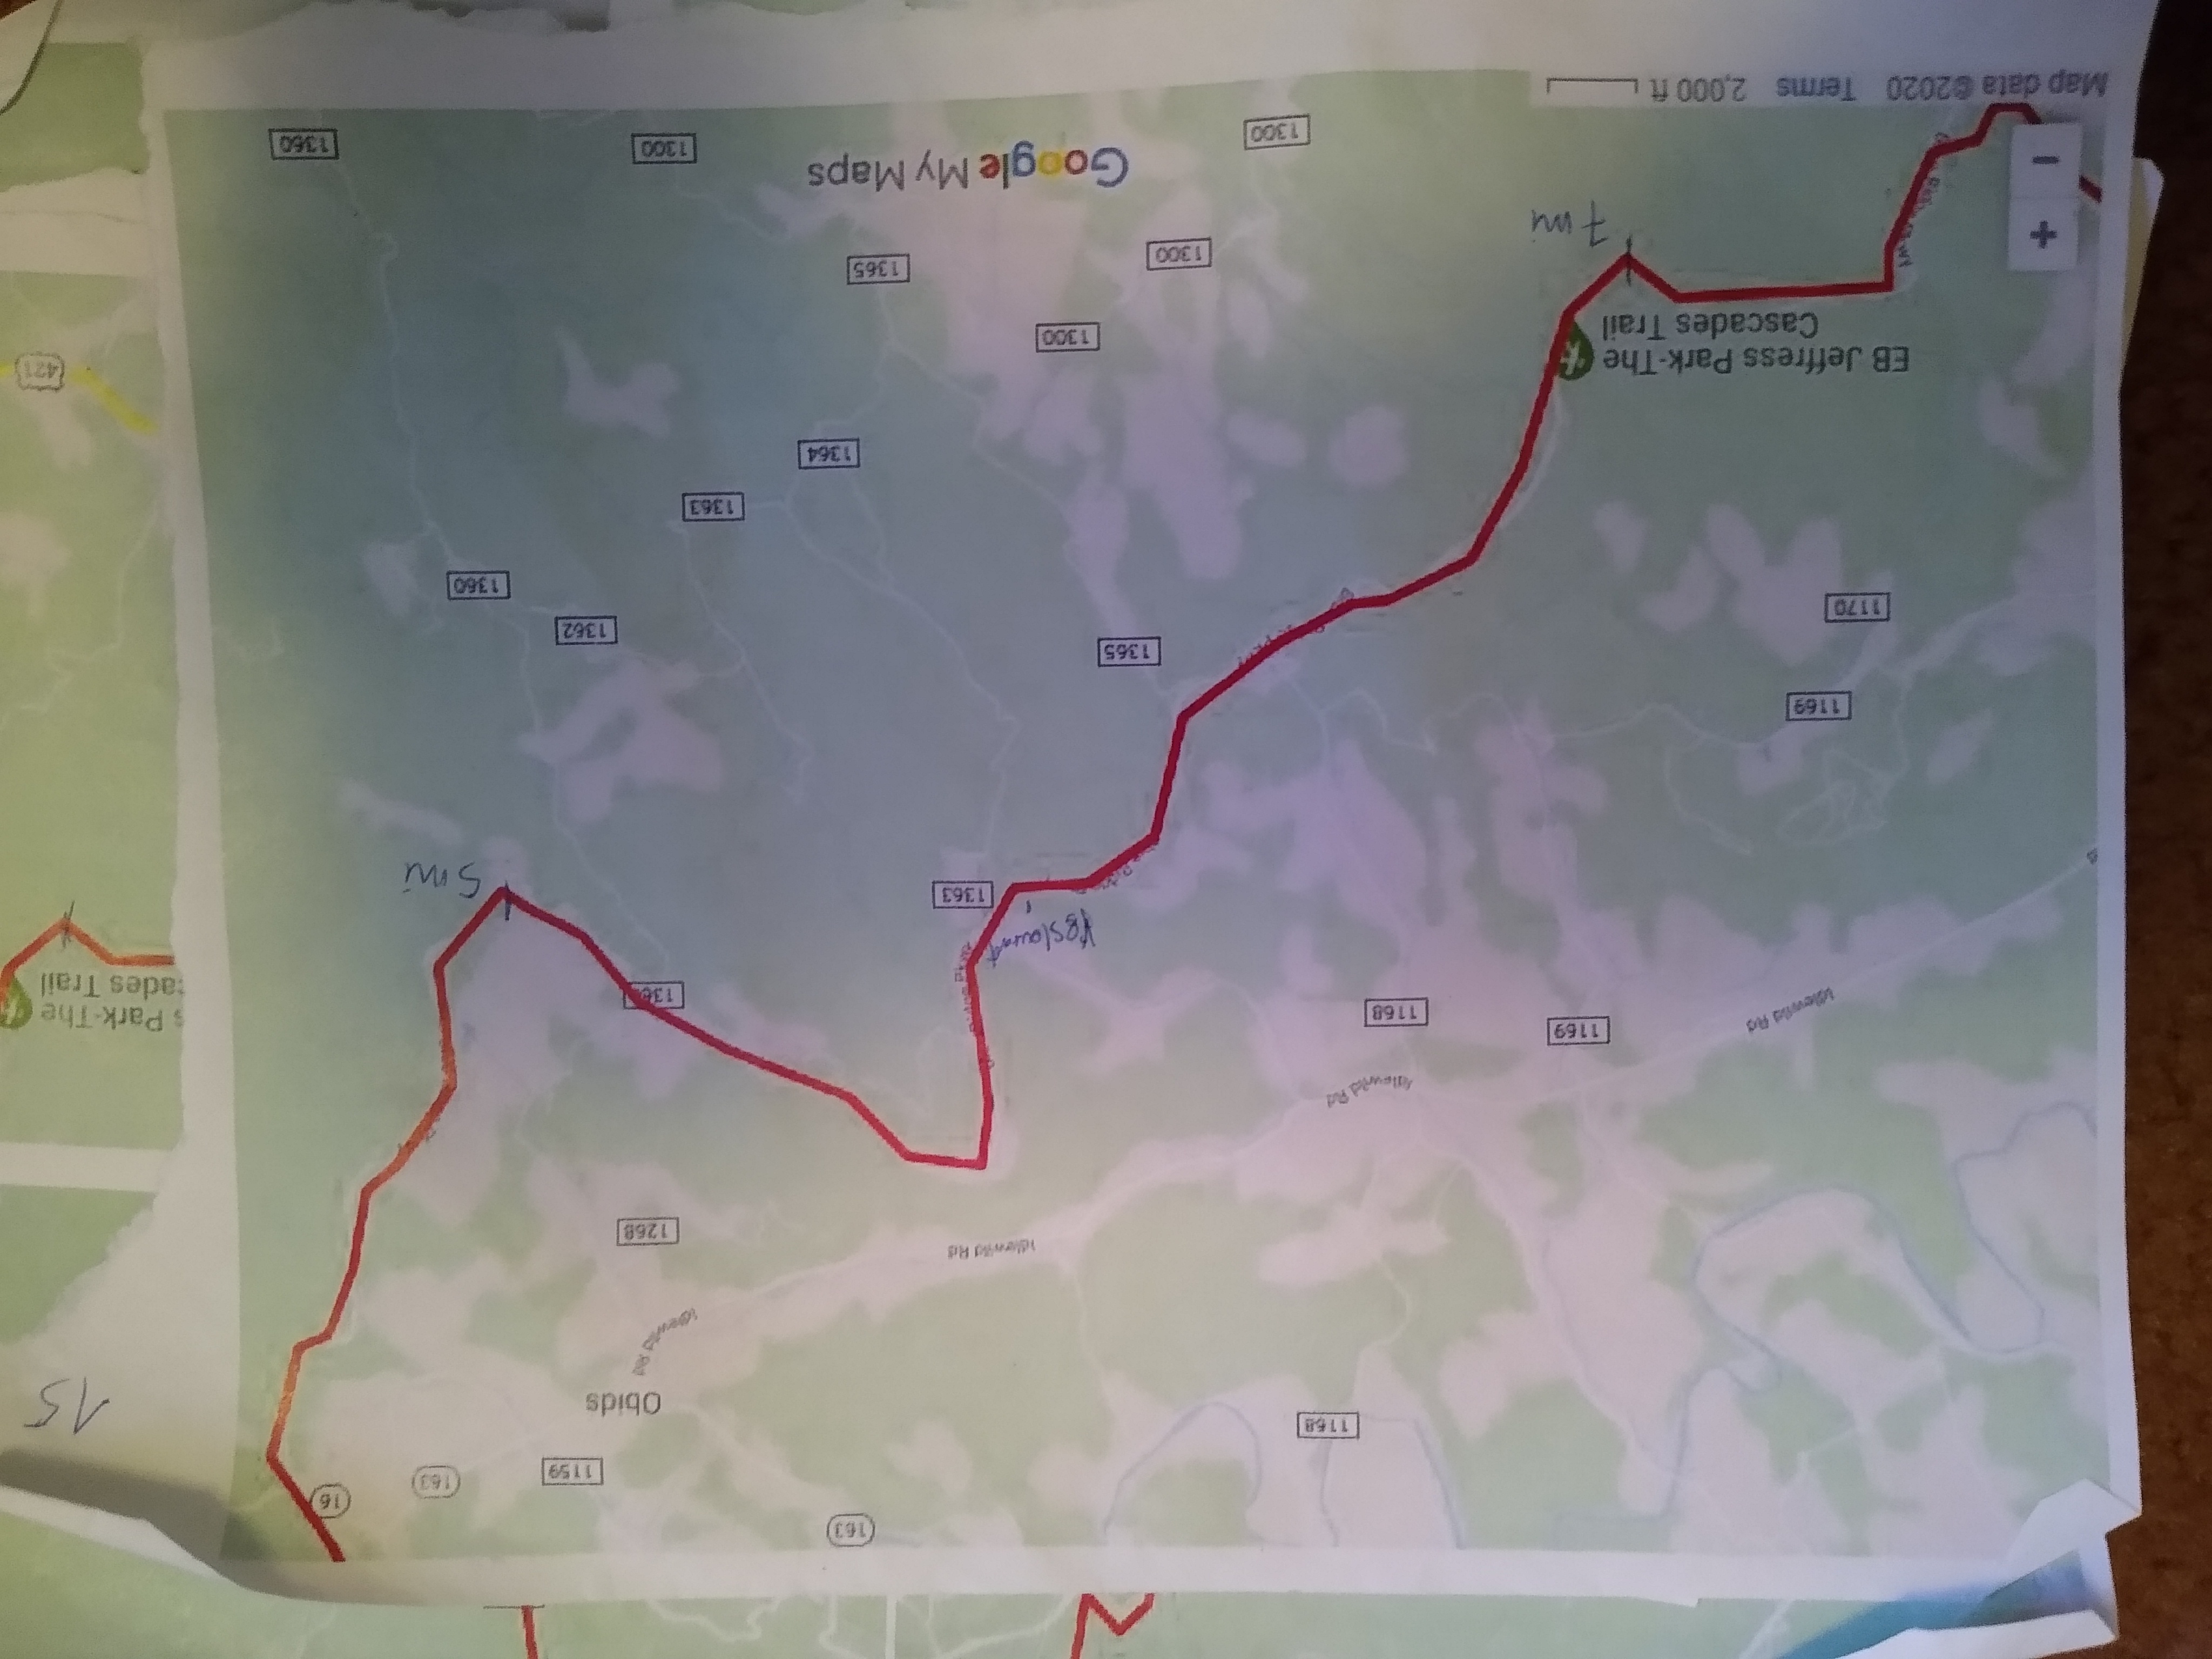 163
1168
16
163
1159
Obids
Idlewild Rd
1268
Idlewild Rd
Idlewild Rd
1169
1168
Idlewild Rd
5 mi
1363
1169
1365
1170
1362
1360
1363
1364
EB Jeffress Park-The
Cascades Trail
7 mi
1300
1365
1300
+
−
Google My Maps
1300
1300
1360
Map data ©2020 Terms 2,000 ft
15
Park-The
cades Trail
421